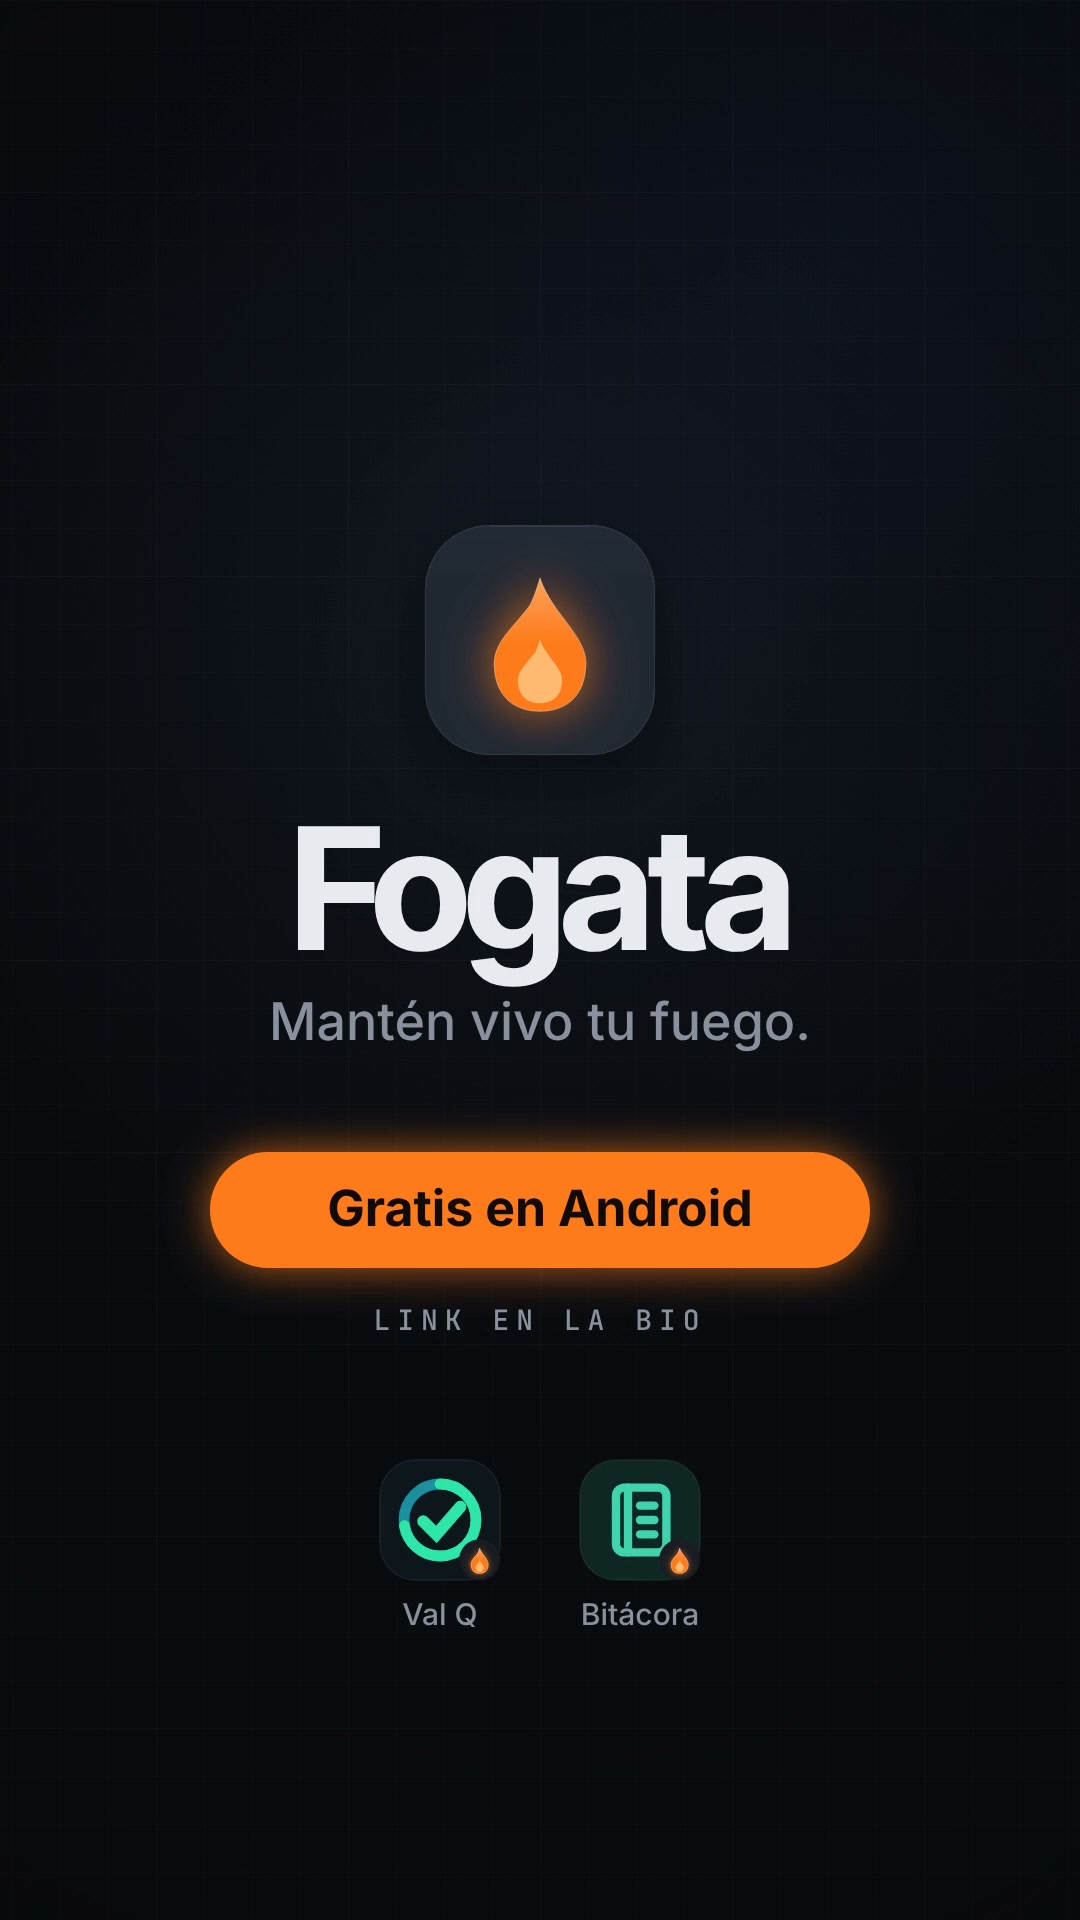 Fogata
Mantén vivo tu fuego.
Gratis en Android
LINK EN LA BIO
Val Q
Bitácora